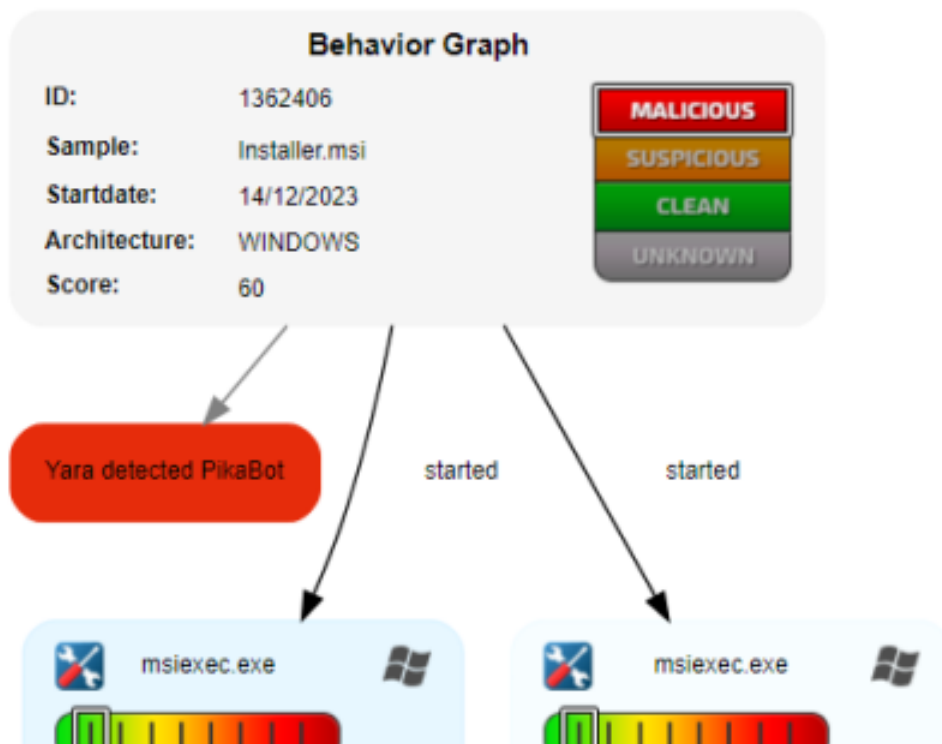 Behavior Graph
ID: 1362406
MALICIOUS
Sample: Installer.msi
SUSPICIOUS
Startdate: 14/12/2023
CLEAN
Architecture: WINDOWS
UNKNOWN
Score: 60
Yara detected PikaBot
started
started
msiexec.exe
msiexec.exe